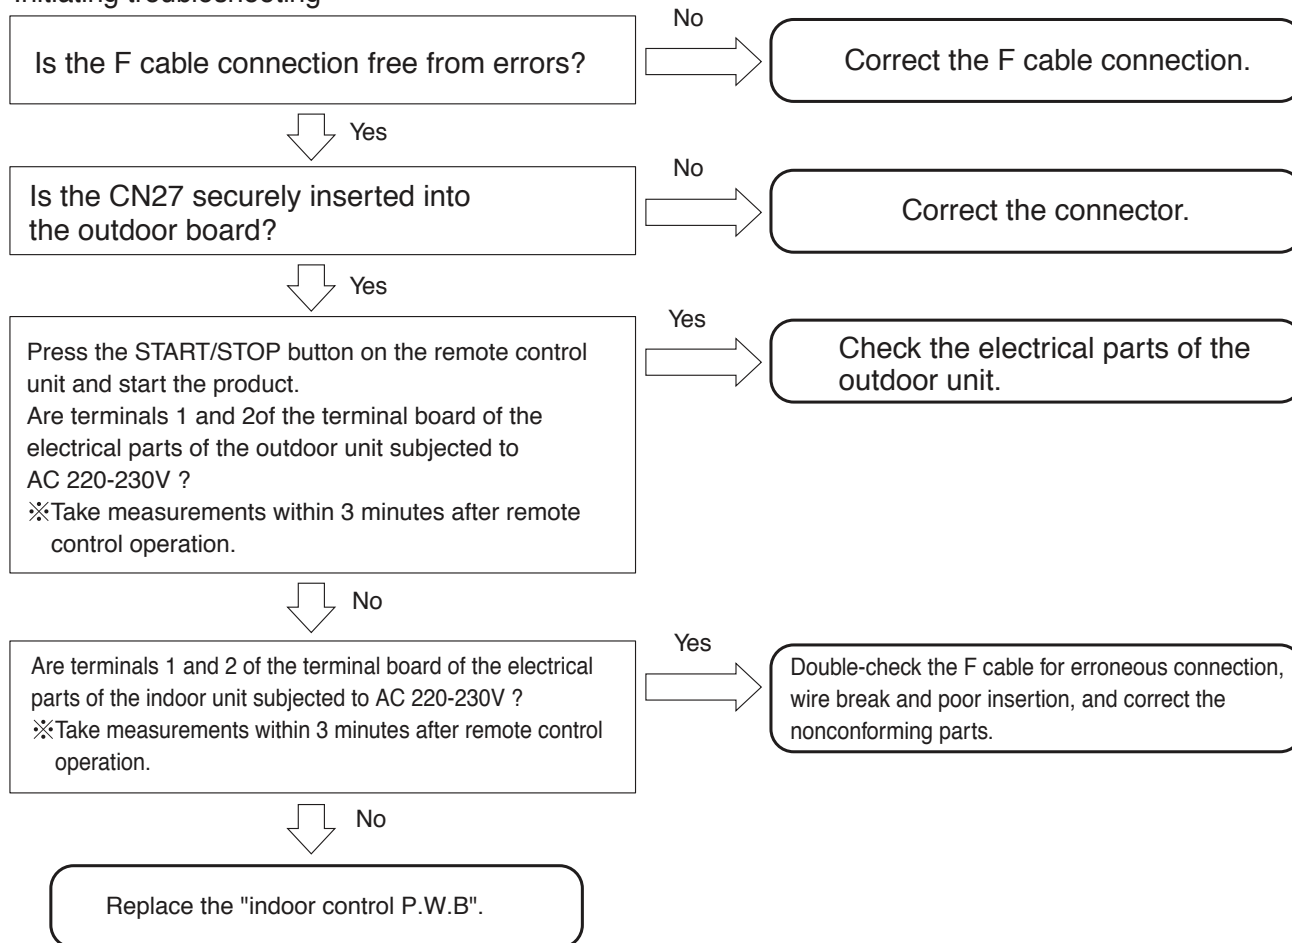 Initiating troubleshooting
No
Is the F cable connection free from errors?
Correct the F cable connection.
Yes
No
Is the CN27 securely inserted into
the outdoor board?
Correct the connector.
Yes
Yes
Press the START/STOP button on the remote control
unit and start the product.
Are terminals 1 and 2of the terminal board of the
electrical parts of the outdoor unit subjected to
AC 220-230V ?
※Take measurements within 3 minutes after remote
control operation.
Check the electrical parts of the
outdoor unit.
No
Yes
Are terminals 1 and 2 of the terminal board of the electrical
parts of the indoor unit subjected to AC 220-230V ?
※Take measurements within 3 minutes after remote control
operation.
Double-check the F cable for erroneous connection,
wire break and poor insertion, and correct the
nonconforming parts.
No
Replace the "indoor control P.W.B".